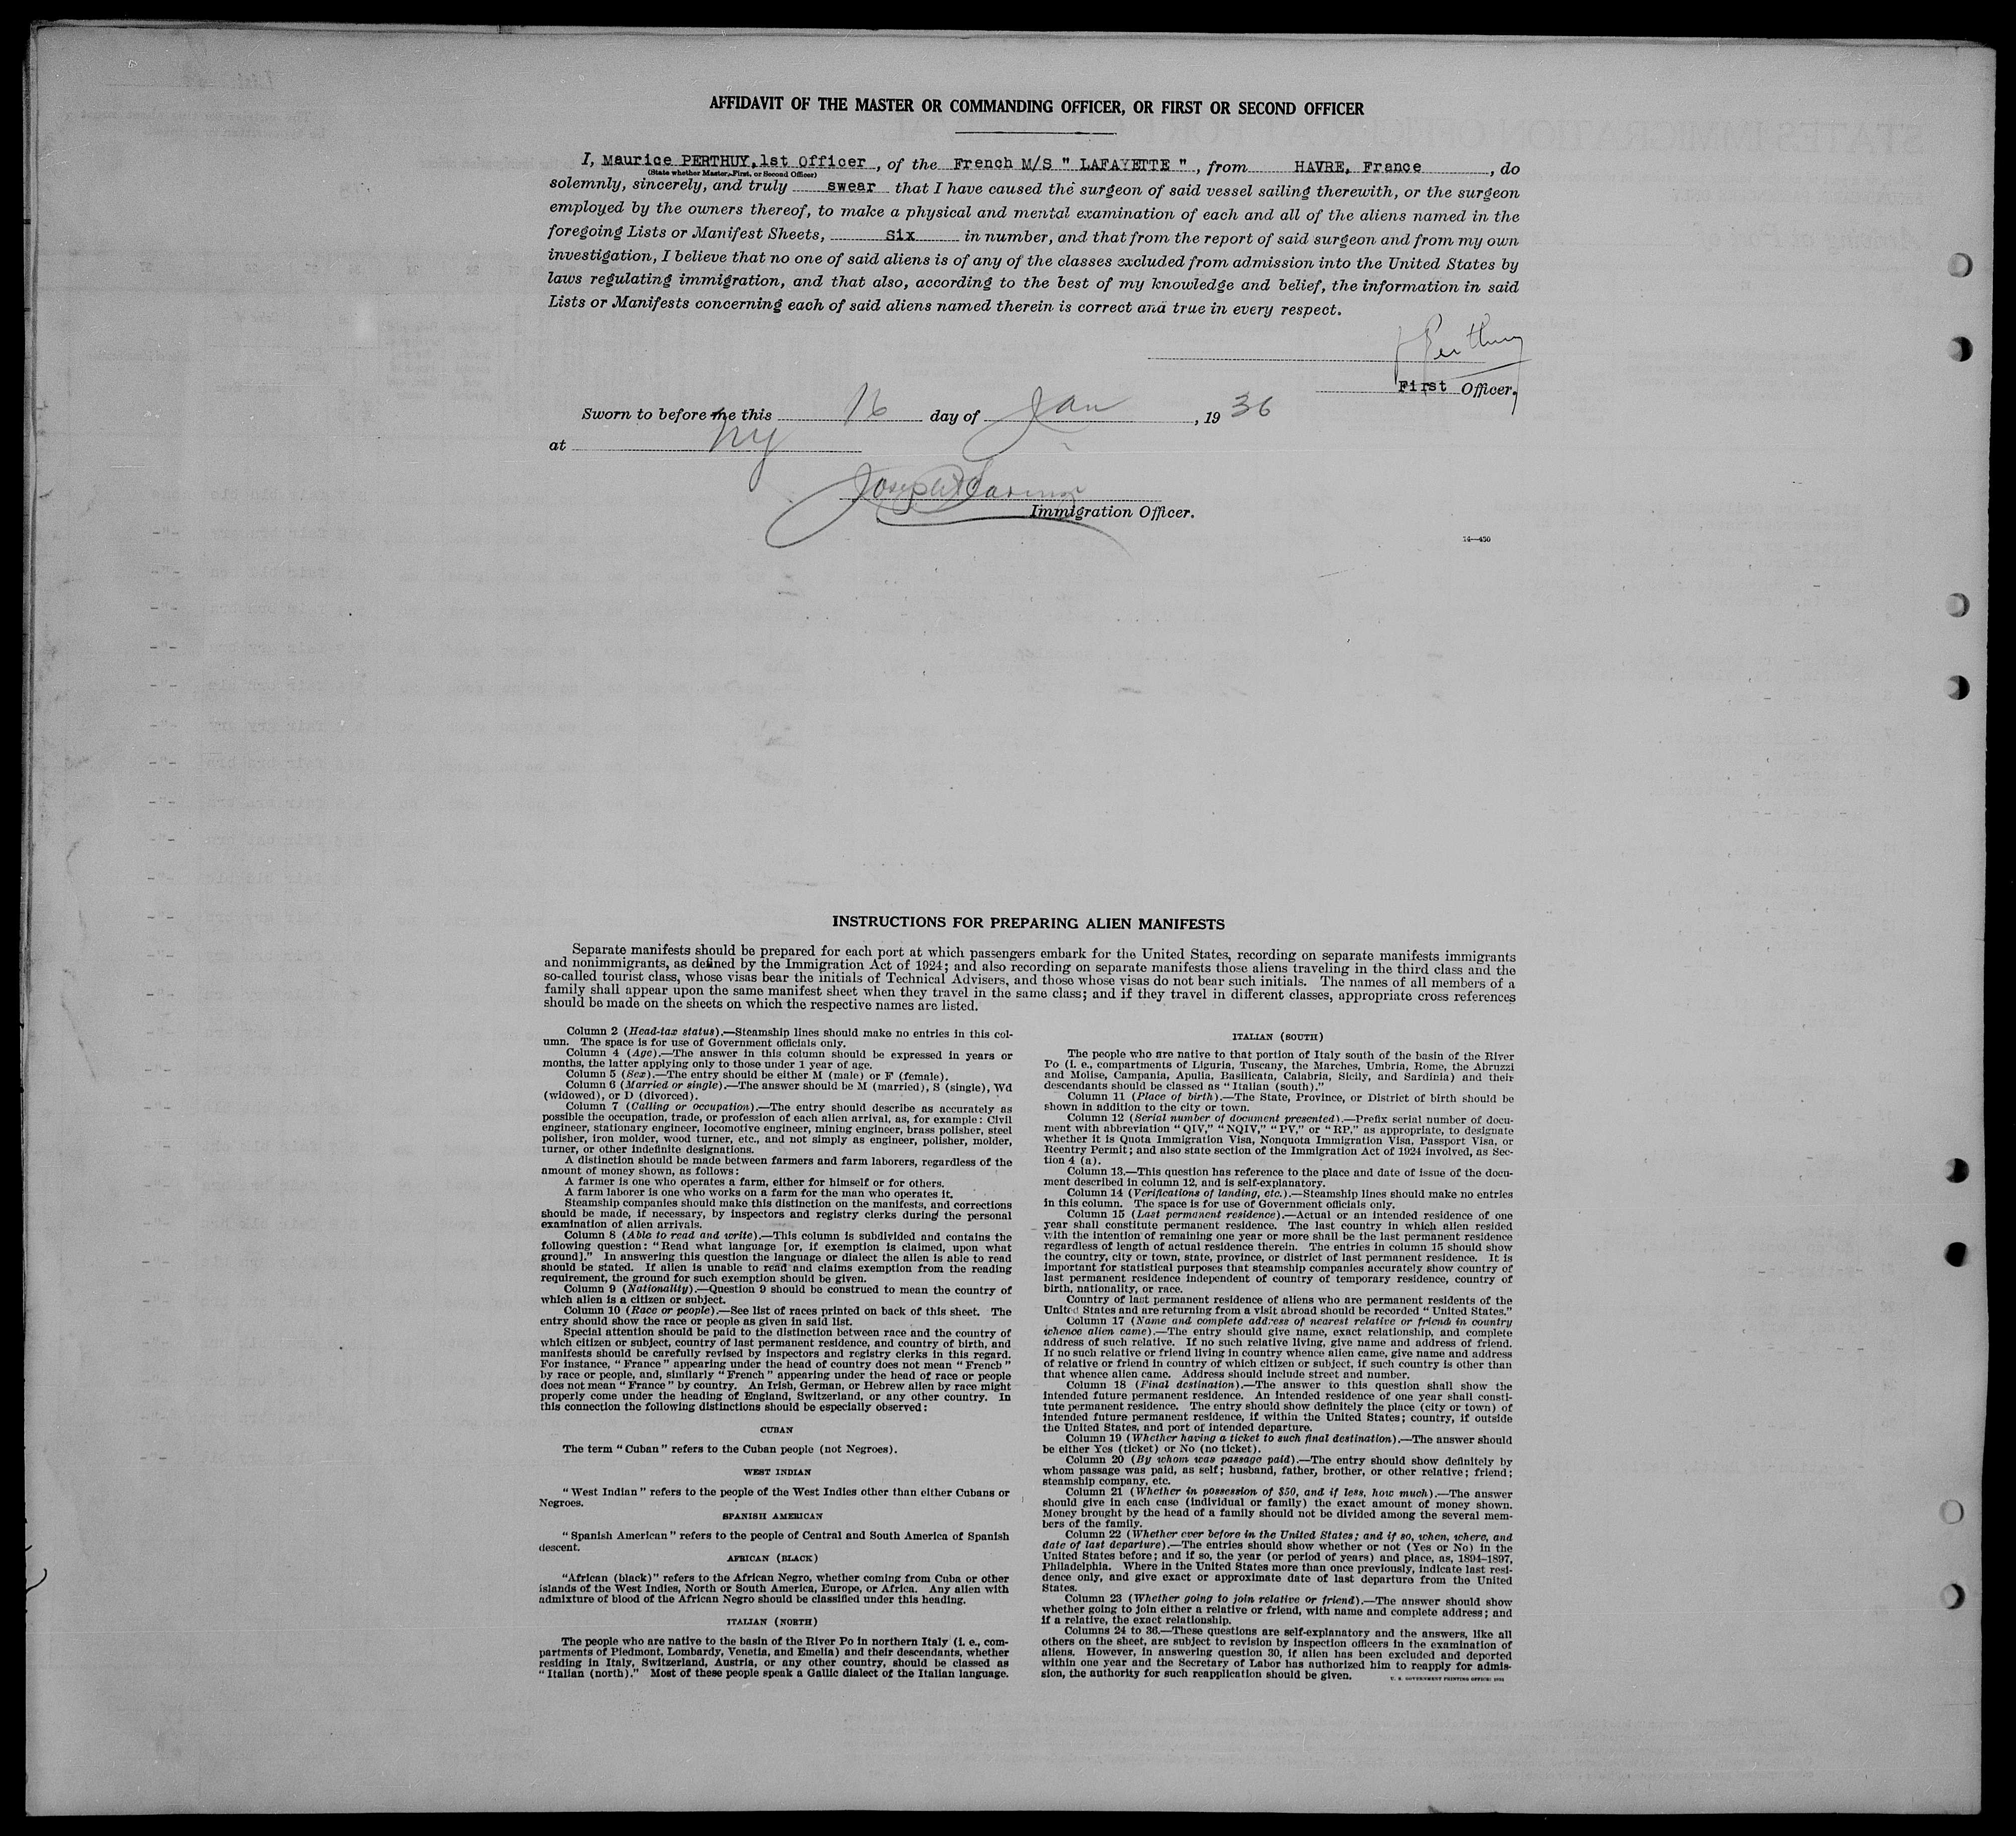 AFFIDAVIT OF THE MASTER OR COMMANDING OFFICER, OR FIRST OR SECOND OFFICER
I, Maurice PERTHUY, 1st Officer, of the French M/S " LAFAYETTE ", from HAVRE, France, do
(State whether Master, First, or Second Officer)
solemnly, sincerely, and truly swear that I have caused the surgeon of said vessel sailing therewith, or the surgeon
employed by the owners thereof, to make a physical and mental examination of each and all of the aliens named in the
foregoing Lists or Manifest Sheets, Six in number, and that from the report of said surgeon and from my own
investigation, I believe that no one of said aliens is of any of the classes excluded from admission into the United States by
laws regulating immigration, and that also, according to the best of my knowledge and belief, the information in said
Lists or Manifests concerning each of said aliens named therein is correct and true in every respect.
Perthuy
First Officer.
Sworn to before me this 16 day of Jan, 1936
at NY
Joseph
Immigration Officer.
14—450
INSTRUCTIONS FOR PREPARING ALIEN MANIFESTS
Separate manifests should be prepared for each port at which passengers embark for the United States, recording on separate manifests immigrants
and nonimmigrants, as defined by the Immigration Act of 1924; and also recording on separate manifests those aliens traveling in the third class and the
so-called tourist class, whose visas bear the initials of Technical Advisers, and those whose visas do not bear such initials. The names of all members of a
family shall appear upon the same manifest sheet when they travel in the same class; and if they travel in different classes, appropriate cross references
should be made on the sheets on which the respective names are listed.
Column 2 (Head-tax status).—Steamship lines should make no entries in this col-
umn. The space is for use of Government officials only.
Column 4 (Age).—The answer in this column should be expressed in years or
months, the latter applying only to those under 1 year of age.
Column 5 (Sex).—The entry should be either M (male) or F (female).
Column 6 (Married or single).—The answer should be M (married), S (single), Wd
(widowed), or D (divorced).
Column 7 (Calling or occupation).—The entry should describe as accurately as
possible the occupation, trade, or profession of each alien arrival, as, for example: Civil
engineer, stationary engineer, locomotive engineer, mining engineer, brass polisher, steel
polisher, iron molder, wood turner, etc., and not simply as engineer, polisher, molder,
turner, or other indefinite designations.
A distinction should be made between farmers and farm laborers, regardless of the
amount of money shown, as follows:
A farmer is one who operates a farm, either for himself or for others.
A farm laborer is one who works on a farm for the man who operates it.
Steamship companies should make this distinction on the manifests, and corrections
should be made, if necessary, by inspectors and registry clerks during the personal
examination of alien arrivals.
Column 8 (Able to read and write).—This column is subdivided and contains the
following question: "Read what language [or, if exemption is claimed, upon what
ground]." In answering this question the language or dialect the alien is able to read
should be stated. If alien is unable to read and claims exemption from the reading
requirement, the ground for such exemption should be given.
Column 9 (Nationality).—Question 9 should be construed to mean the country of
which alien is a citizen or subject.
Column 10 (Race or people).—See list of races printed on back of this sheet. The
entry should show the race or people as given in said list.
Special attention should be paid to the distinction between race and the country of
which citizen or subject, country of last permanent residence, and country of birth, and
manifests should be carefully revised by inspectors and registry clerks in this regard.
For instance, "France" appearing under the head of country does not mean "French"
by race or people, and, similarly "French" appearing under the head of race or people
does not mean "France" by country. An Irish, German, or Hebrew alien by race might
properly come under the heading of England, Switzerland, or any other country. In
this connection the following distinctions should be especially observed:
CUBAN
The term "Cuban" refers to the Cuban people (not Negroes).
WEST INDIAN
"West Indian" refers to the people of the West Indies other than either Cubans or
Negroes.
SPANISH AMERICAN
"Spanish American" refers to the people of Central and South America of Spanish
descent.
AFRICAN (BLACK)
"African (black)" refers to the African Negro, whether coming from Cuba or other
islands of the West Indies, North or South America, Europe, or Africa. Any alien with
admixture of blood of the African Negro should be classified under this heading.
ITALIAN (NORTH)
The people who are native to the basin of the River Po in northern Italy (i. e., com-
partments of Piedmont, Lombardy, Venetia, and Emelia) and their descendants, whether
residing in Italy, Switzerland, Austria, or any other country, should be classed as
"Italian (north)." Most of these people speak a Gallic dialect of the Italian language.
ITALIAN (SOUTH)
The people who are native to that portion of Italy south of the basin of the River
Po (i. e., compartments of Liguria, Tuscany, the Marches, Umbria, Rome, the Abruzzi
and Molise, Campania, Apulia, Basilicata, Calabria, Sicily, and Sardinia) and their
descendants should be classed as "Italian (south)."
Column 11 (Place of birth).—The State, Province, or District of birth should be
shown in addition to the city or town.
Column 12 (Serial number of document presented).—Prefix serial number of docu-
ment with abbreviation "QIV," "NQIV," "PV," or "RP," as appropriate, to designate
whether it is Quota Immigration Visa, Nonquota Immigration Visa, Passport Visa, or
Reentry Permit; and also state section of the Immigration Act of 1924 involved, as Sec-
tion 4 (a).
Column 13.—This question has reference to the place and date of issue of the docu-
ment described in column 12, and is self-explanatory.
Column 14 (Verifications of landing, etc.).—Steamship lines should make no entries
in this column. The space is for use of Government officials only.
Column 15 (Last permanent residence).—Actual or an intended residence of one
year shall constitute permanent residence. The last country in which alien resided
with the intention of remaining one year or more shall be the last permanent residence
regardless of length of actual residence therein. The entries in column 15 should show
the country, city or town, state, province, or district of last permanent residence. It is
important for statistical purposes that steamship companies accurately show country of
last permanent residence independent of country of temporary residence, country of
birth, nationality, or race.
Country of last permanent residence of aliens who are permanent residents of the
United States and are returning from a visit abroad should be recorded "United States."
Column 17 (Name and complete address of nearest relative or friend in country
whence alien came).—The entry should give name, exact relationship, and complete
address of such relative. If no such relative living, give name and address of friend.
If no such relative or friend living in country whence alien came, give name and address
of relative or friend in country of which citizen or subject, if such country is other than
that whence alien came. Address should include street and number.
Column 18 (Final destination).—The answer to this question shall show the
intended future permanent residence. An intended residence of one year shall consti-
tute permanent residence. The entry should show definitely the place (city or town) of
intended future permanent residence, if within the United States; country, if outside
the United States, and port of intended departure.
Column 19 (Whether having a ticket to such final destination).—The answer should
be either Yes (ticket) or No (no ticket).
Column 20 (By whom was passage paid).—The entry should show definitely by
whom passage was paid, as self; husband, father, brother, or other relative; friend;
steamship company, etc.
Column 21 (Whether in possession of $50, and if less, how much).—The answer
should give in each case (individual or family) the exact amount of money shown.
Money brought by the head of a family should not be divided among the several mem-
bers of the family.
Column 22 (Whether ever before in the United States; and if so, when, where, and
date of last departure).—The entries should show whether or not (Yes or No) in the
United States before; and if so, the year (or period of years) and place, as, 1894–1897,
Philadelphia. Where in the United States more than once previously, indicate last resi-
dence only, and give exact or approximate date of last departure from the United
States.
Column 23 (Whether going to join relative or friend).—The answer should show
whether going to join either a relative or friend, with name and complete address; and
if a relative, the exact relationship.
Columns 24 to 36.—These questions are self-explanatory and the answers, like all
others on the sheet, are subject to revision by inspection officers in the examination of
aliens. However, in answering question 30, if alien has been excluded and deported
within one year and the Secretary of Labor has authorized him to reapply for admis-
sion, the authority for such reapplication should be given.
U. S. GOVERNMENT PRINTING OFFICE: